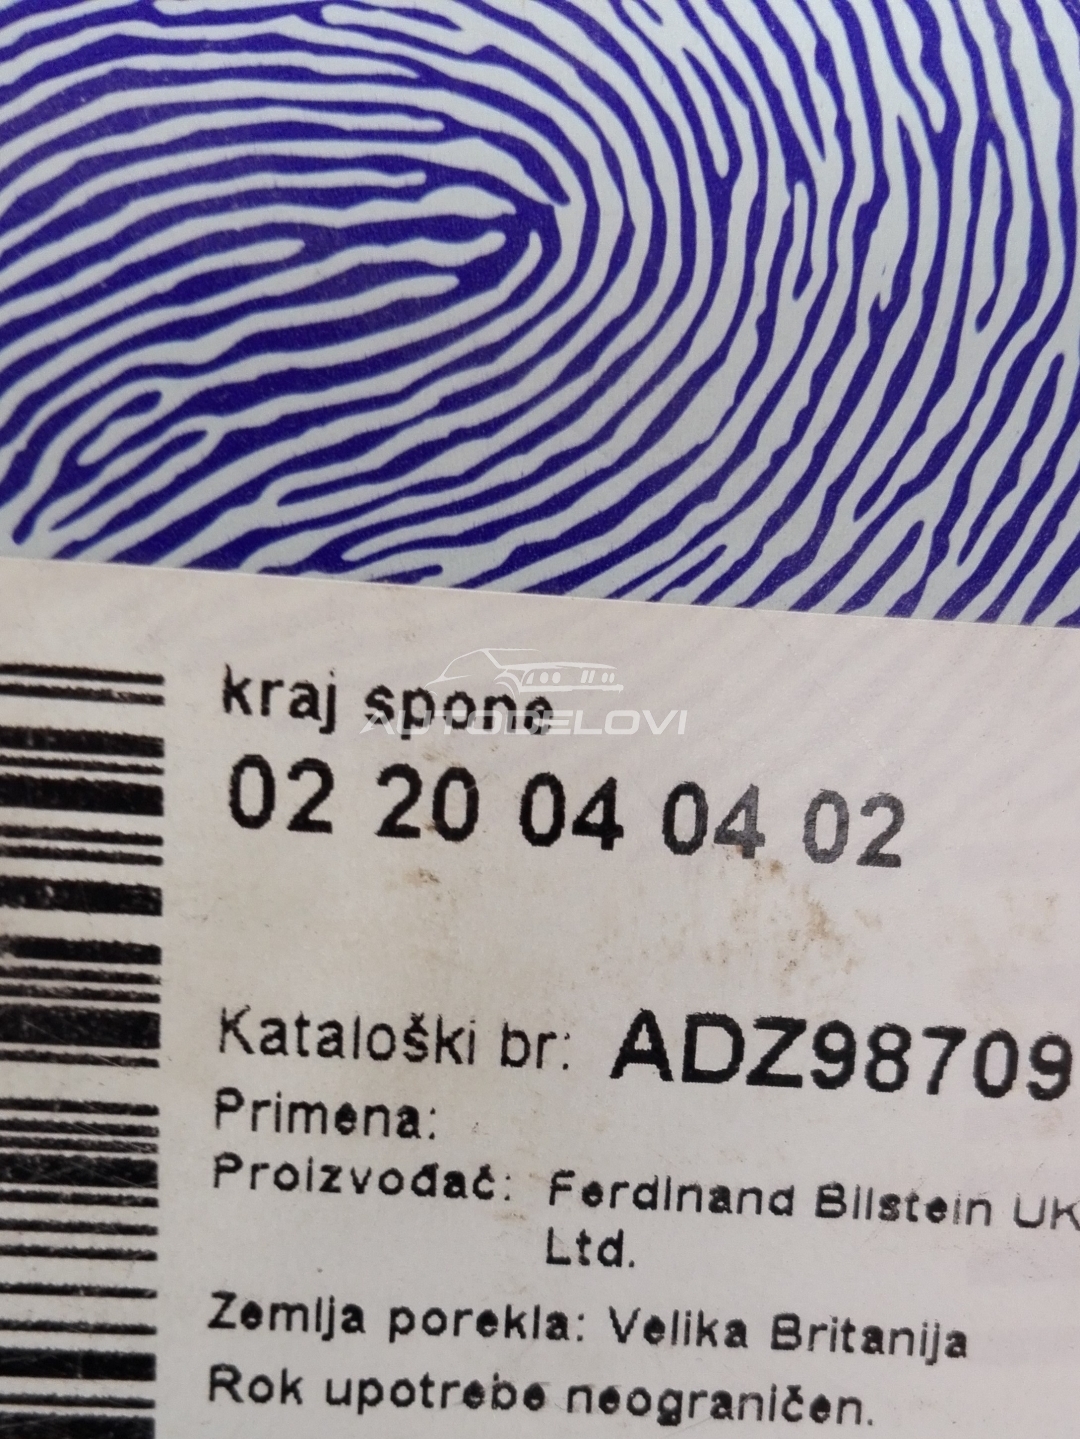 kraj spone
AUTODELOVI
02 20 04 04 02
Kataloški br: ADZ98709
Primena:
Proizvođač: Ferdinand Bilstein UK
Ltd.
Zemlja porekla: Velika Britanija
Rok upotrebe neograničen.